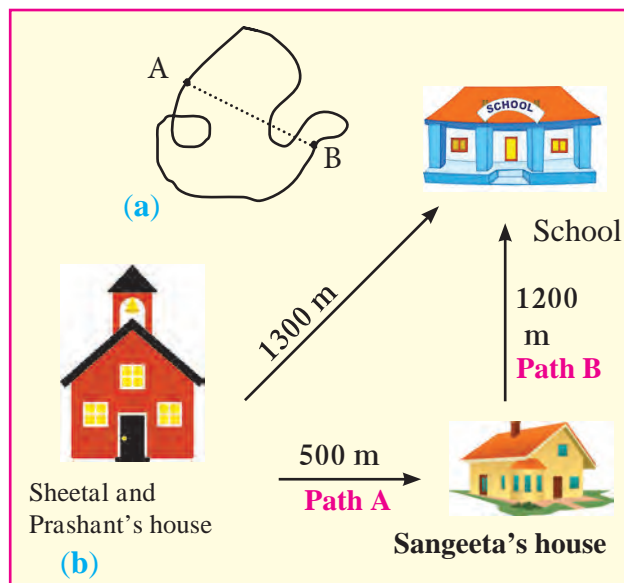 A
B
(a)
SCHOOL
School
1300 m
1200
m
Path B
500 m
Path A
Sheetal and
Prashant's house
Sangeeta's house
(b)